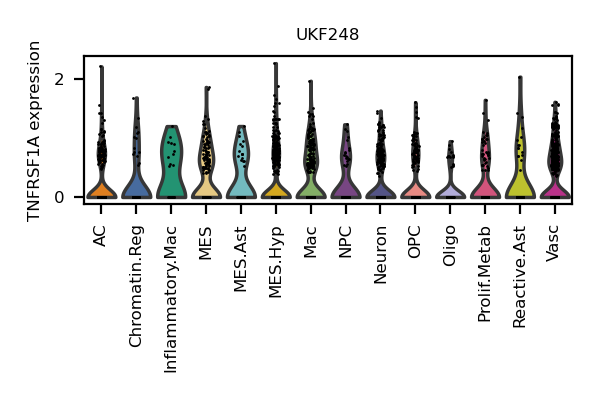 UKF248
TNFRSF1A expression
2
0
AC
Chromatin.Reg
Inflammatory.Mac
MES
MES.Ast
MES.Hyp
Mac
NPC
Neuron
OPC
Oligo
Prolif.Metab
Reactive.Ast
Vasc